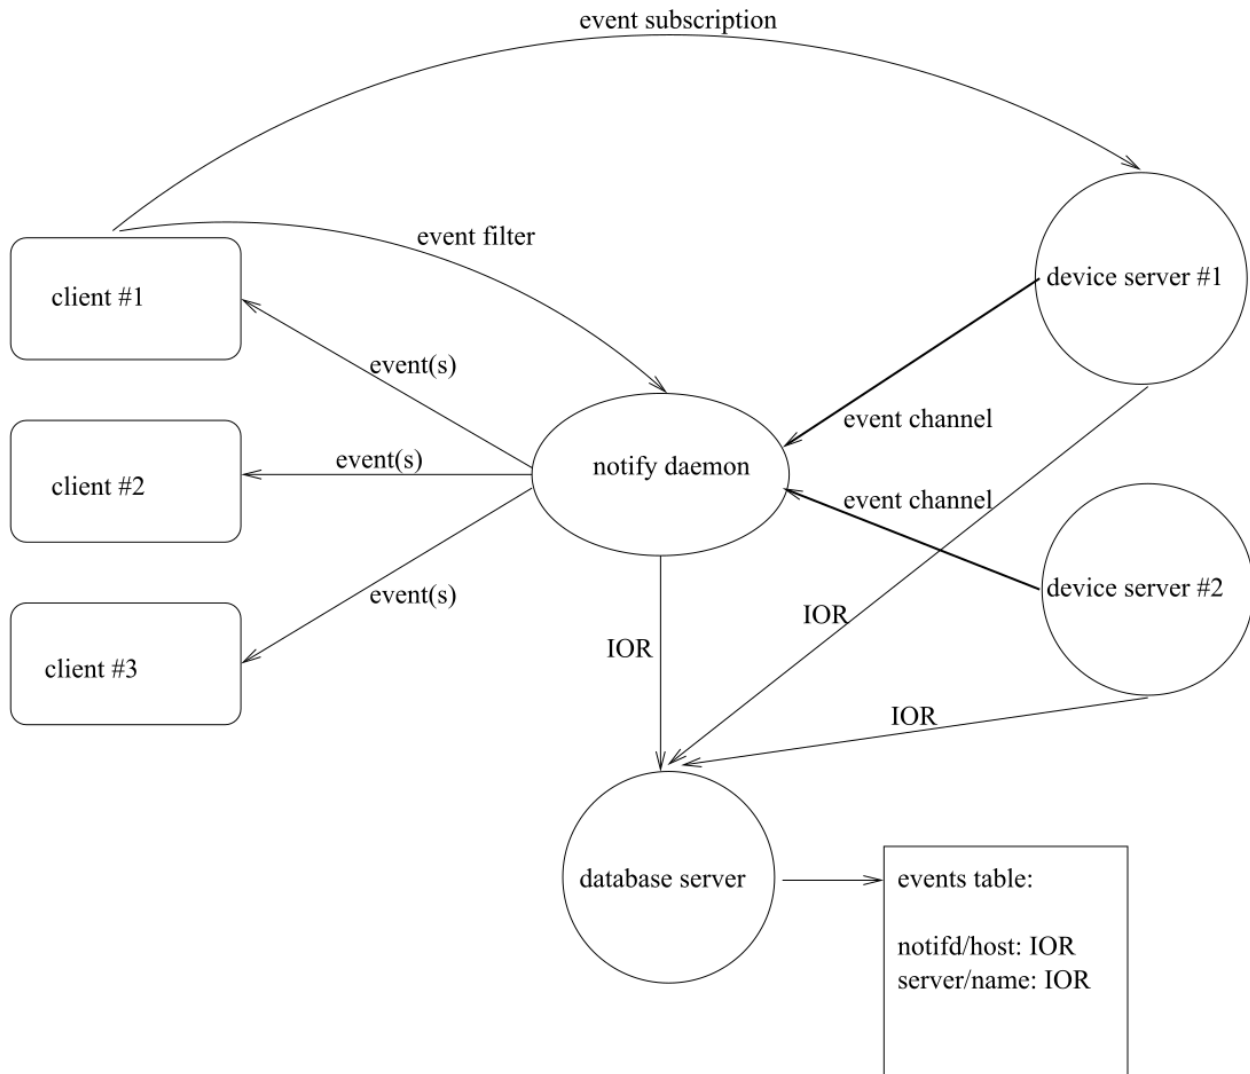 event subscription
event filter
client #1
device server #1
event(s)
event channel
notify daemon
event(s)
client #2
event channel
device server #2
event(s)
IOR
IOR
client #3
IOR
database server
events table:
notifd/host: IOR
server/name: IOR